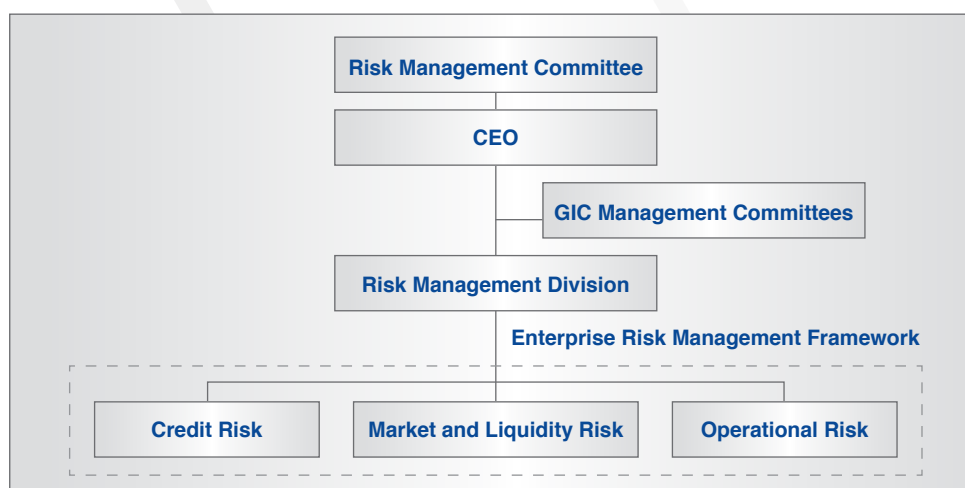 Risk Management Committee
CEO
GIC Management Committees
Risk Management Division
Enterprise Risk Management Framework
Credit Risk
Market and Liquidity Risk
Operational Risk